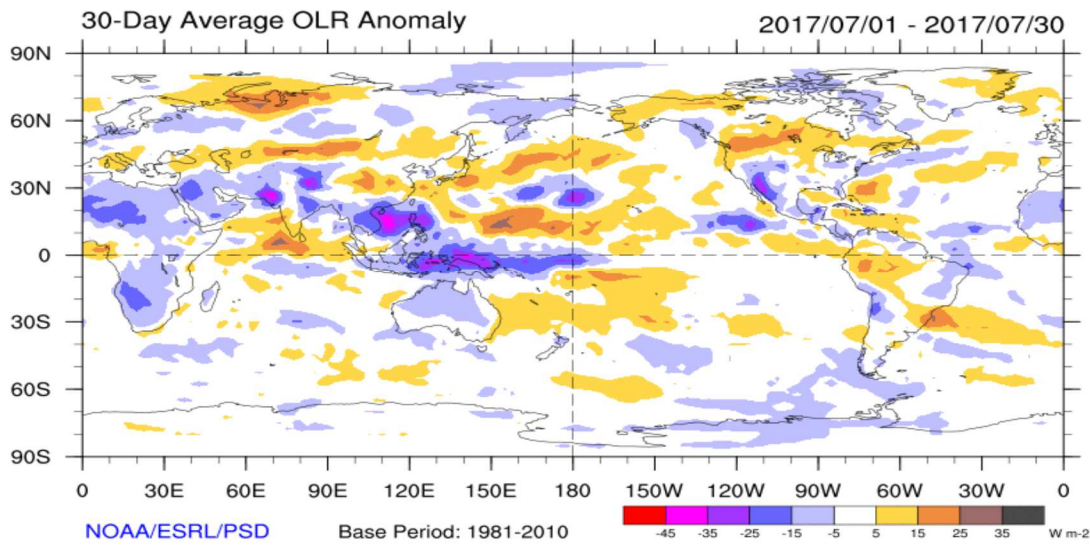 30-Day Average OLR Anomaly 2017/07/01 - 2017/07/30
90N
60N
30N
0
30S
60S
90S
0 30E 60E 90E 120E 150E 180 150W 120W 90W 60W 30W 0
NOAA/ESRL/PSD Base Period: 1981-2010
-45 -35 -25 -15 -5 5 15 25 35 W m-2